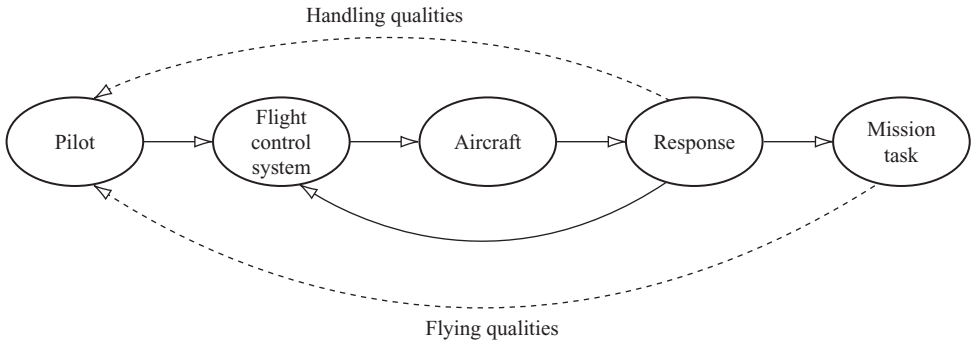 Handling qualities
Pilot
Flight
control
system
Aircraft
Response
Mission
task
Flying qualities